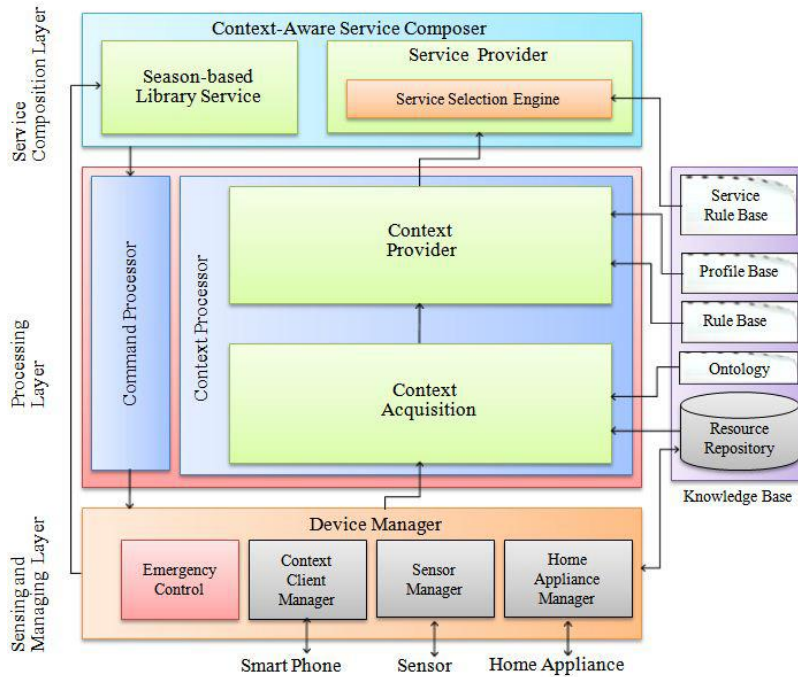 Service
Composition Layer
Context-Aware Service Composer
Season-based
Library Service
Service Provider
Service Selection Engine
Processing
Layer
Command Processor
Context Processor
Context
Provider
Context
Acquisition
Service
Rule Base
Profile Base
Rule Base
Ontology
Resource
Repository
Knowledge Base
Sensing and
Managing Layer
Device Manager
Emergency
Control
Context
Client
Manager
Sensor
Manager
Home
Appliance
Manager
Smart Phone
Sensor
Home Appliance